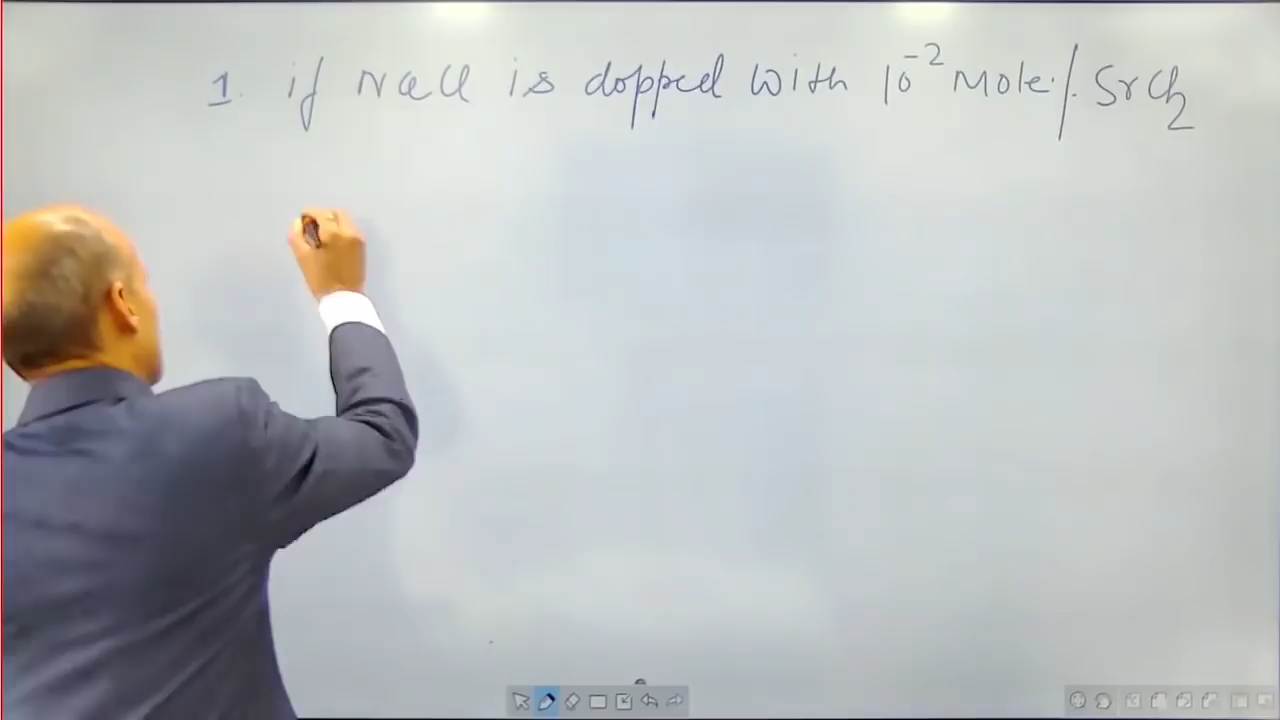 1. if NaCl is dopped with 10⁻² Mole % SrCl₂